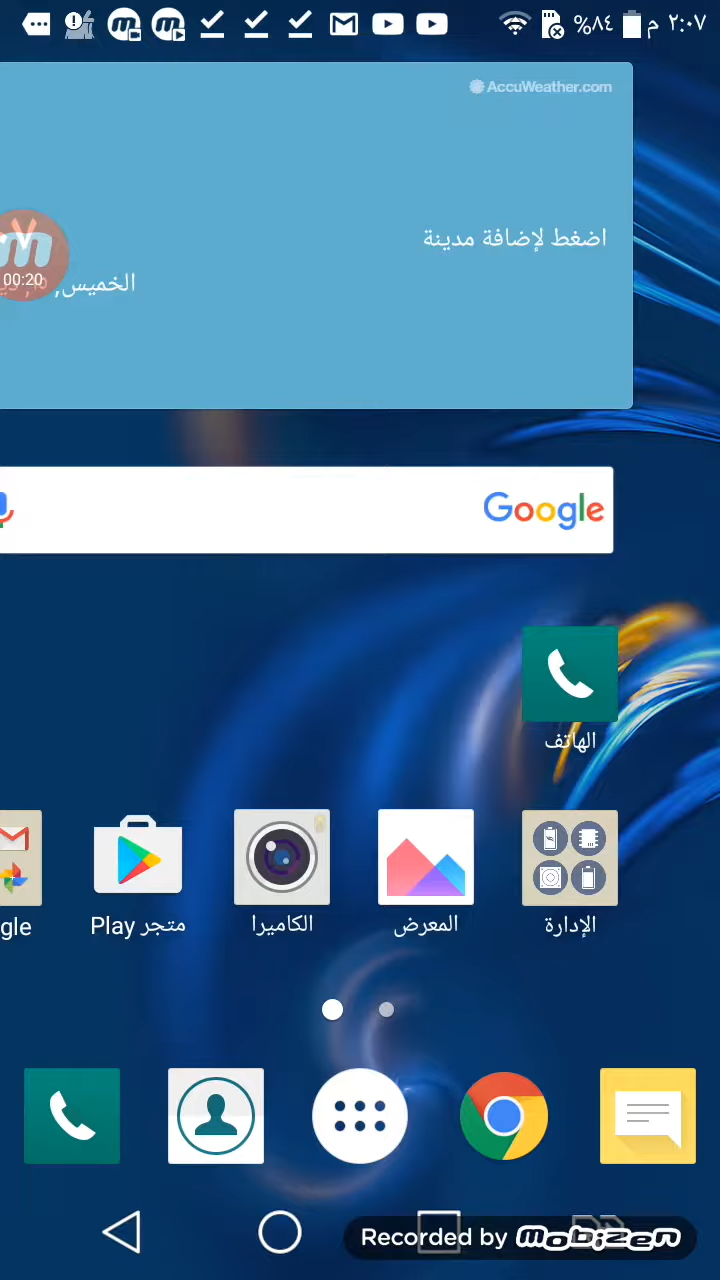 ٢:٠٧ م ٨٤%
AccuWeather.com
اضغط لإضافة مدينة
الخميس,
00:20
Google
الهاتف
gle
متجر Play
الكاميرا
المعرض
الإدارة
Recorded by mobizen